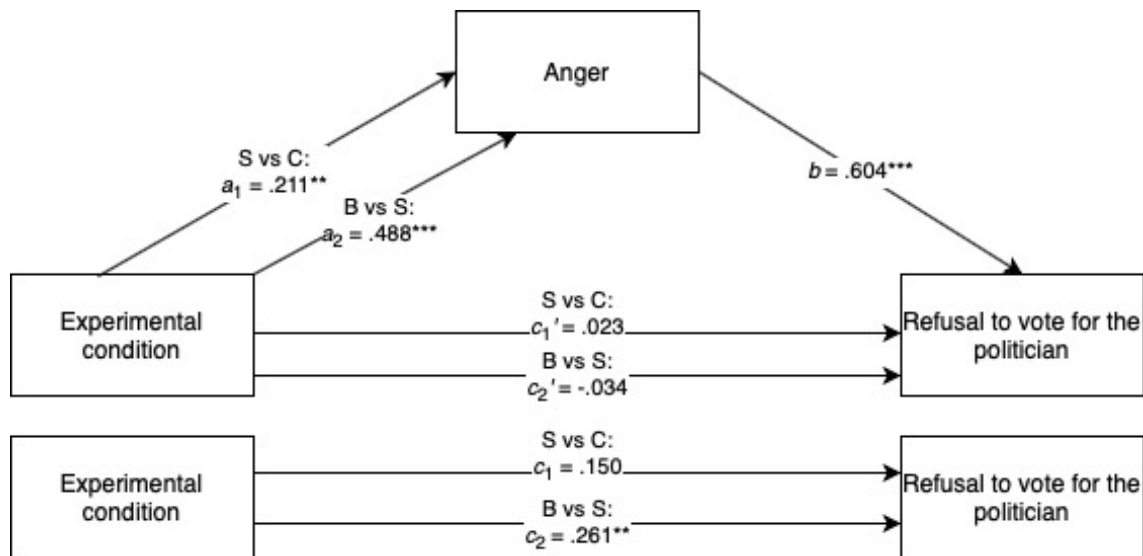 Anger
S vs C:
a₁ = .211**
B vs S:
a₂ = .488***
b = .604***
Experimental
condition
S vs C:
c₁' = .023
B vs S:
c₂' = -.034
Refusal to vote for the
politician
Experimental
condition
S vs C:
c₁ = .150
B vs S:
c₂ = .261**
Refusal to vote for the
politician